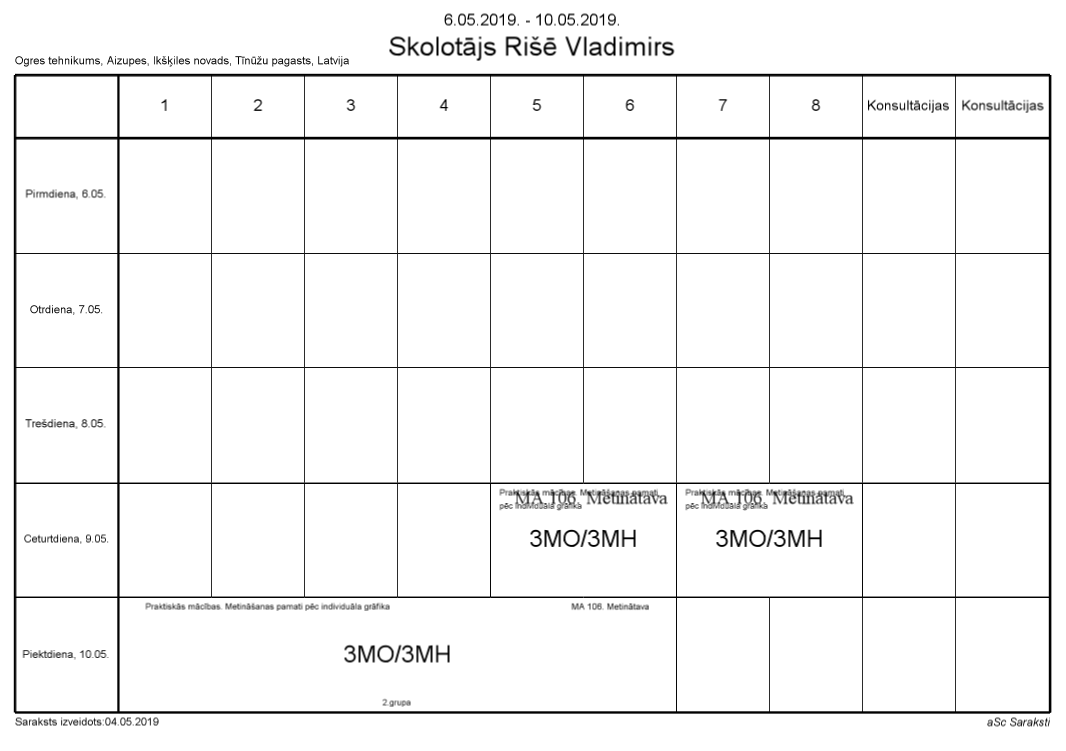 6.05.2019. - 10.05.2019.
Skolotājs Rišē Vladimirs
Ogres tehnikums, Aizupes, Ikšķiles novads, Tīnūžu pagasts, Latvija
1 2 3 4 5 6 7 8 Konsultācijas Konsultācijas
Pirmdiena, 6.05.
Otrdiena, 7.05.
Trešdiena, 8.05.
Praktiskās mācības. Metināšanas pamati
pēc individuāla grāfika
MA 106. Metinātava
Praktiskās mācības. Metināšanas pamati
pēc individuāla grāfika
MA 106. Metinātava
Ceturtdiena, 9.05. 3MO/3MH 3MO/3MH
Praktiskās mācības. Metināšanas pamati pēc individuāla grāfika MA 106. Metinātava
Piektdiena, 10.05. 3MO/3MH
2.grupa
Saraksts izveidots:04.05.2019 aSc Saraksti